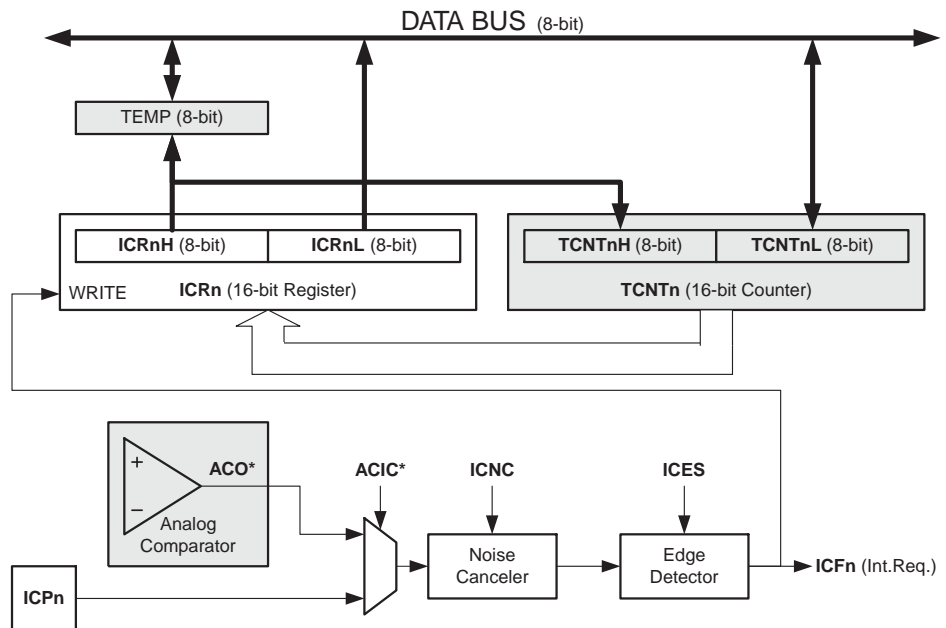 DATA BUS (8-bit)
TEMP (8-bit)
ICRnH (8-bit)
ICRnL (8-bit)
TCNTnH (8-bit)
TCNTnL (8-bit)
WRITE
ICRn (16-bit Register)
TCNTn (16-bit Counter)
+
−
ACO*
Analog
Comparator
ACIC*
ICNC
ICES
Noise
Canceler
Edge
Detector
ICFn (Int.Req.)
ICPn